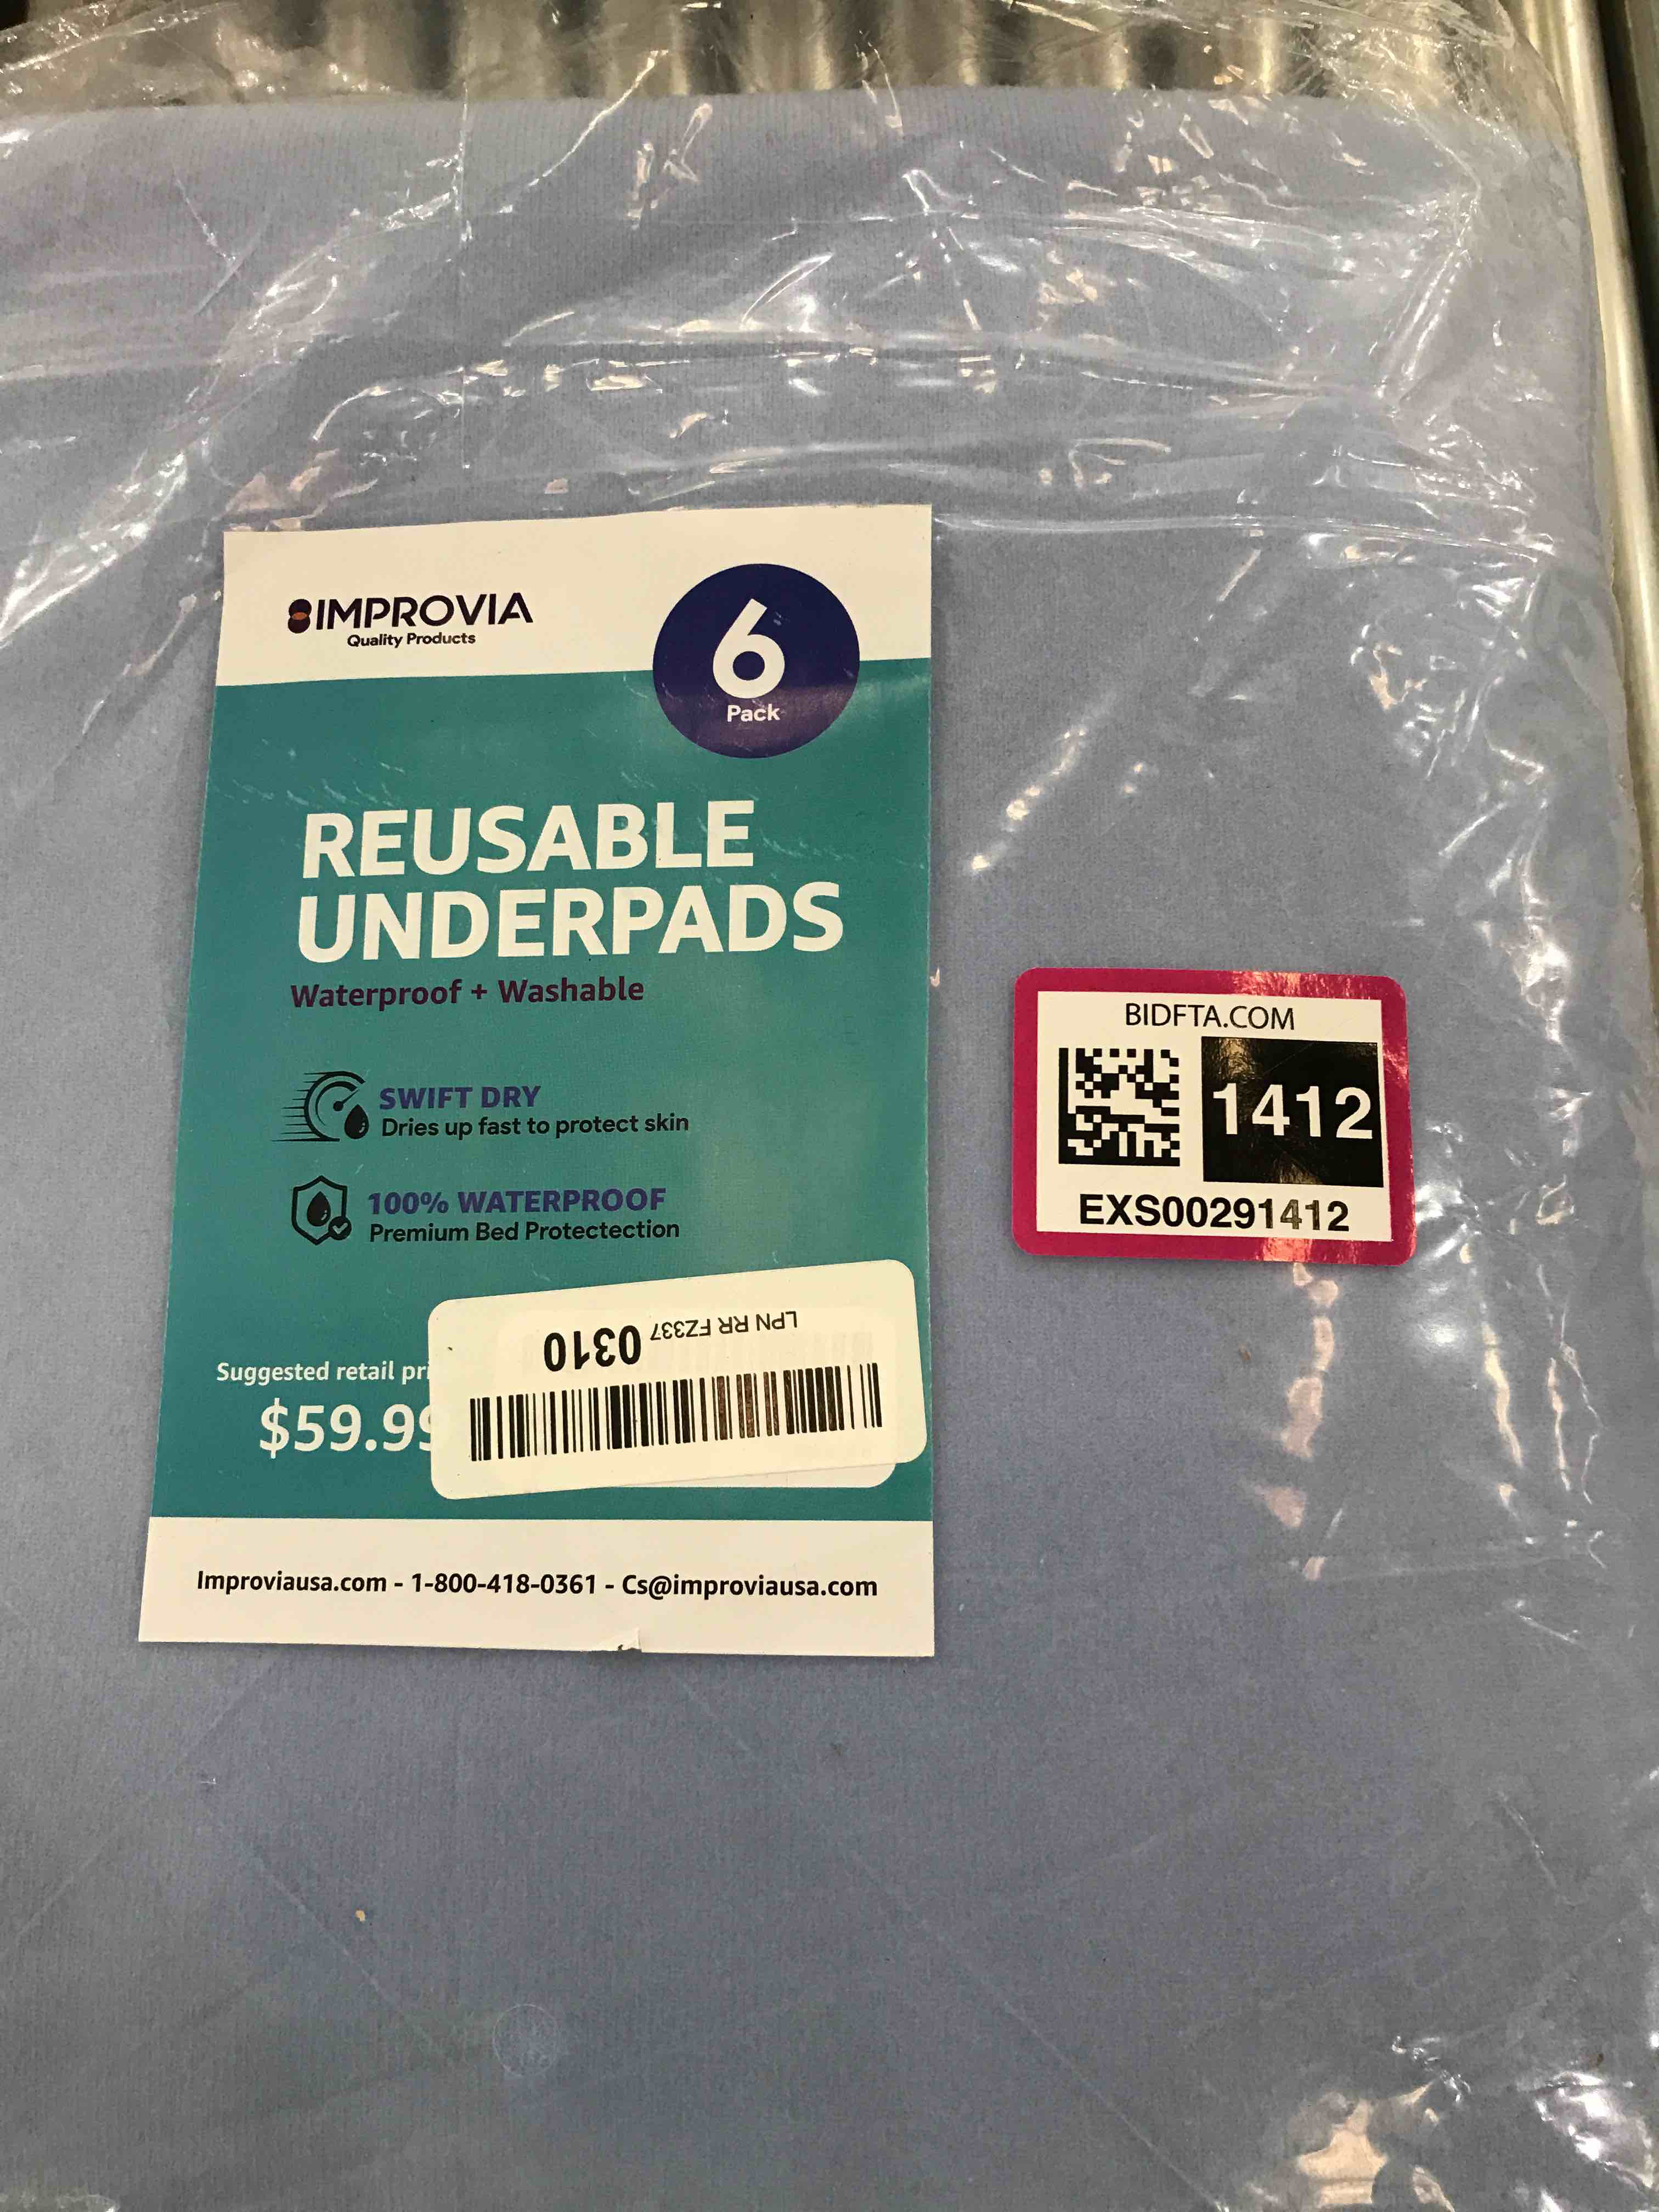 IMPROVIA
Quality Products
6
Pack
REUSABLE
UNDERPADS
Waterproof + Washable
SWIFT DRY
Dries up fast to protect skin
100% WATERPROOF
Premium Bed Protectection
Suggested retail pri
$59.99
LPN RR FZ337 0310
Improviausa.com - 1-800-418-0361 - Cs@improviausa.com
BIDFTA.COM
1412
EXS00291412